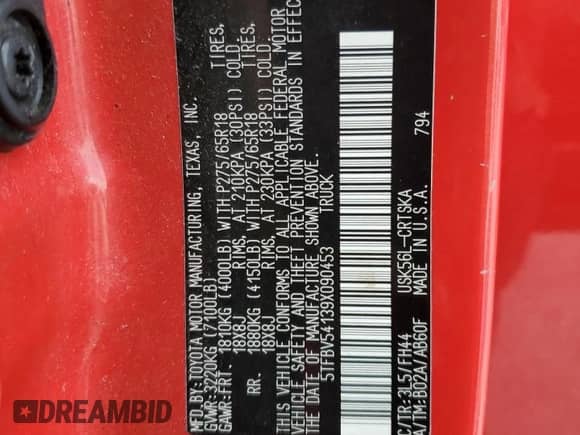 MFD.BY:TOYOTA MOTOR MANUFACTURING, TEXAS, INC.
GVWR:3220KG(7100LB)
GAWR:FRT. 1810KG (4000LB) WITH P275/65R18 TIRES,
18X8J RIMS, AT 210KPA (30PSI) COLD
RR. 1880KG (4150LB) WITH P275/65R18 TIRES,
18X8J RIMS, AT 230KPA (33PSI) COLD
THIS VEHICLE CONFORMS TO ALL APPLICABLE FEDERAL MOTOR
VEHICLE SAFETY AND THEFT PREVENTION STANDARDS IN EFFEC
THE DATE OF MANUFACTURE SHOWN ABOVE.
5TFBV54139X090453 TRUCK
C/TR:3L5/FH44 USK56L-CRTSKA 794
A/TM:B02A/AB60F MADE IN U.S.A.
DREAMBID